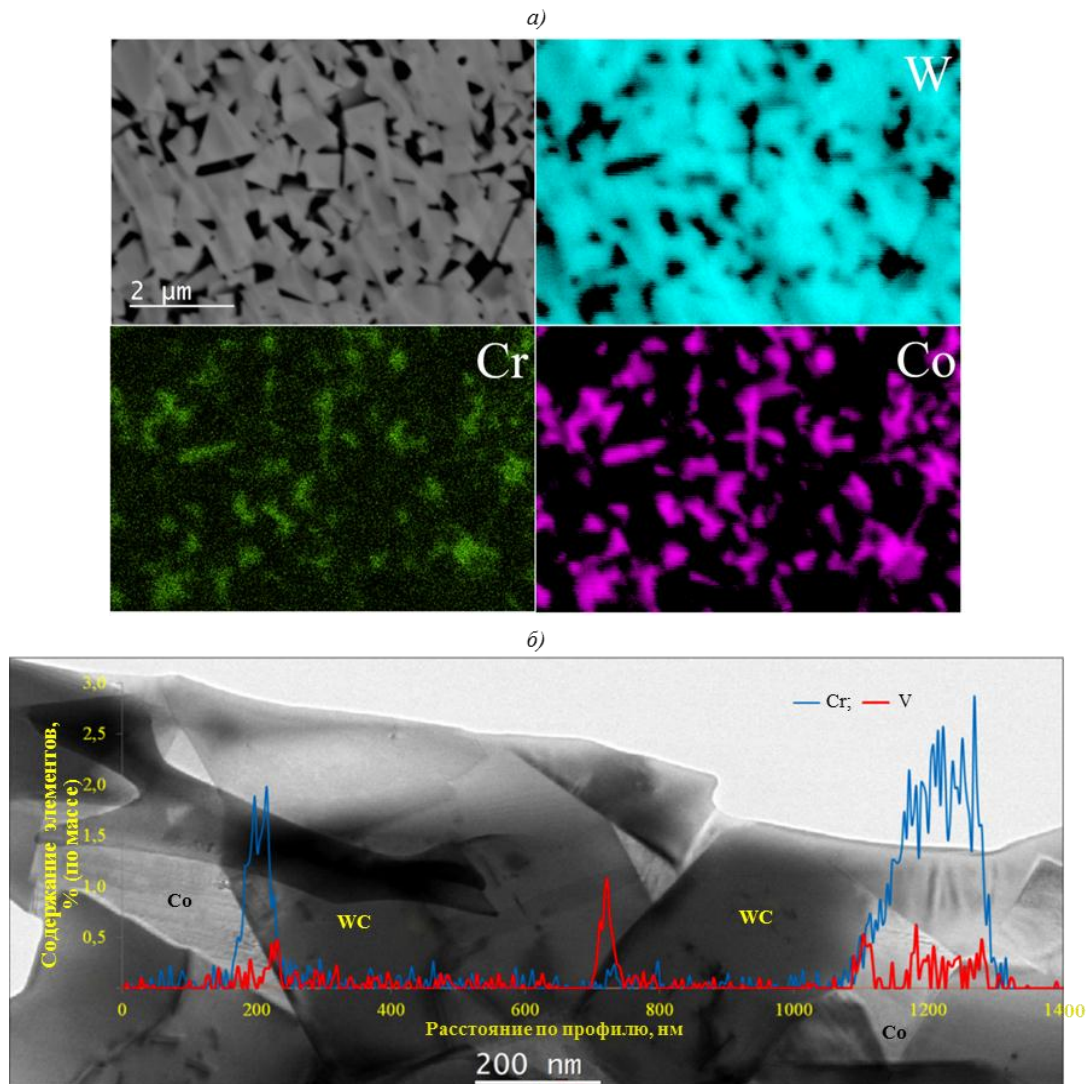 а)
W
2 µm
Cr
Co
б)
Содержание элементов,
% (по массе)
3,0
2,5
2,0
1,5
1,0
0,5
Cr; V
Co
WC
WC
Co
0 200 400 600 800 1000 1200 1400
Расстояние по профилю, нм
200 nm